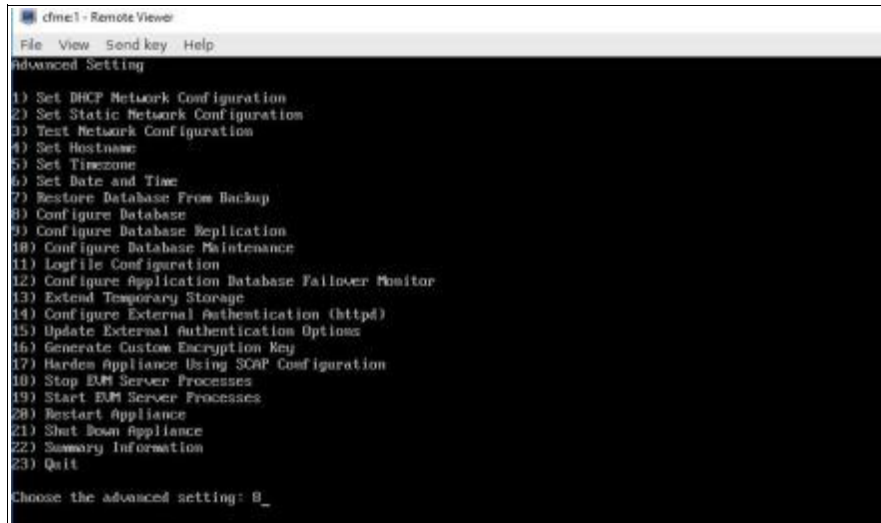 cfme:1 - Remote Viewer
File View Send key Help
Advanced Setting
1) Set DHCP Network Configuration
2) Set Static Network Configuration
3) Test Network Configuration
4) Set Hostname
5) Set Timezone
6) Set Date and Time
7) Restore Database From Backup
8) Configure Database
9) Configure Database Replication
10) Configure Database Maintenance
11) Logfile Configuration
12) Configure Application Database Failover Monitor
13) Extend Temporary Storage
14) Configure External Authentication (httpd)
15) Update External Authentication Options
16) Generate Custom Encryption Key
17) Harden Appliance Using SCAP Configuration
18) Stop EVM Server Processes
19) Start EVM Server Processes
20) Restart Appliance
21) Shut Down Appliance
22) Summary Information
23) Quit
Choose the advanced setting: 8_